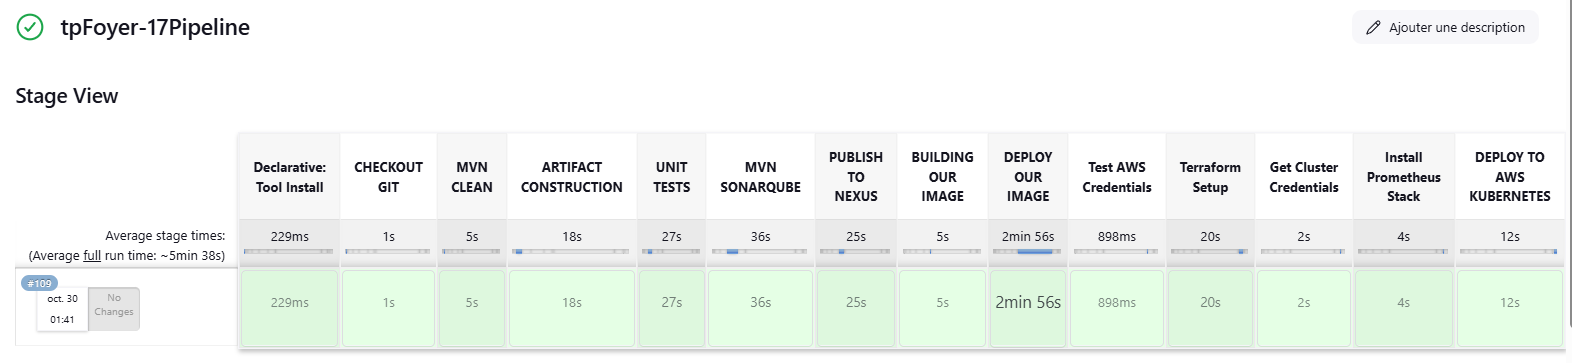 tpFoyer-17Pipeline
Ajouter une description
Stage View
Declarative:
Tool Install
CHECKOUT
GIT
MVN
CLEAN
ARTIFACT
CONSTRUCTION
UNIT
TESTS
MVN
SONARQUBE
PUBLISH
TO
NEXUS
BUILDING
OUR
IMAGE
DEPLOY
OUR
IMAGE
Test AWS
Credentials
Terraform
Setup
Get Cluster
Credentials
Install
Prometheus
Stack
DEPLOY TO
AWS
KUBERNETES
Average stage times:
(Average full run time: ~5min 38s)
229ms 1s 5s 18s 27s 36s 25s 5s 2min 56s 898ms 20s 2s 4s 12s
#109
oct. 30
01:41
No
Changes
229ms 1s 5s 18s 27s 36s 25s 5s 2min 56s 898ms 20s 2s 4s 12s